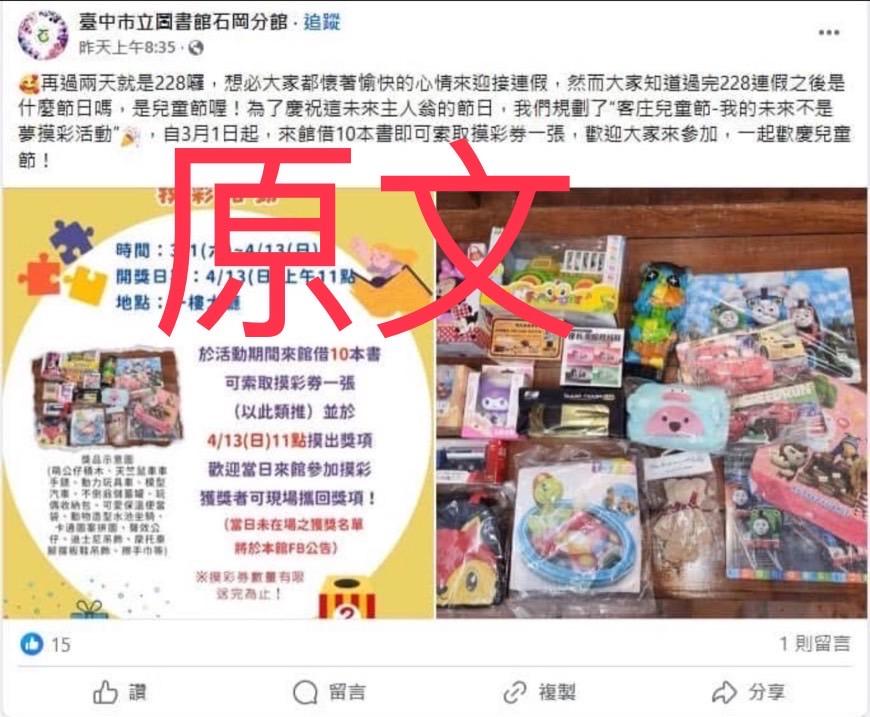 臺中市立圖書館石岡分館 · 追蹤
昨天上午8:35 ·
🥰再過兩天就是228囉，想必大家都懷著愉快的心情來迎接連假，然而大家知道過完228連假之後是
什麼節日嗎，是兒童節喔！為了慶祝這未來主人翁的節日，我們規劃了"客庄兒童節-我的未來不是
夢摸彩活動"🎉，自3月1日起，來館借10本書即可索取摸彩券一張，歡迎大家來參加，一起歡慶兒童
節！
原文
時間：3/1(六)~4/13(日)
開獎日期：4/13(日)上午11點
地點：一樓大廳
於活動期間來館借10本書
可索取摸彩券一張
（以此類推）並於
4/13(日)11點摸出獎項
歡迎當日來館參加摸彩
獲獎者可現場攜回獎項！
（當日未在場之獲獎名單
將於本館FB公告）
※摸彩券數量有限
送完為止！
獎品示意圖
(萌公仔積木、天竺鼠車車
手錶、動力玩具車、模型
汽車、不倒翁儲蓄罐、玩
偶收納包、可愛保溫便當
袋、動物造型水池坐騎、
卡通圖案拼圖、聲效公
仔、迪士尼吊飾、摩托車
腳踏板鞋吊飾、擦手巾等)
15
1 則留言
讚
留言
複製
分享